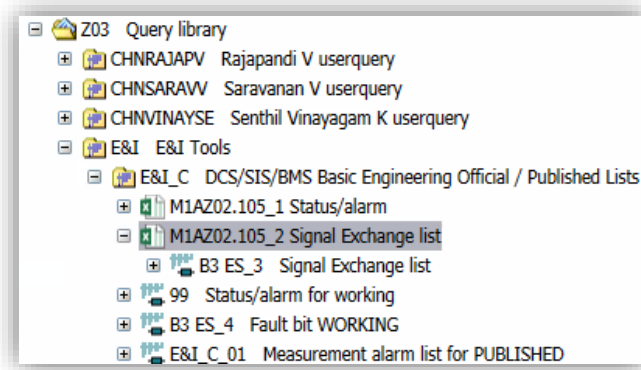 Z03 Query library
CHNRAJAPV Rajapandi V userquery
CHNSARAVV Saravanan V userquery
CHNVINAYSE Senthil Vinayagam K userquery
E&I E&I Tools
E&I_C DCS/SIS/BMS Basic Engineering Official / Published Lists
M1AZ02.105_1 Status/alarm
M1AZ02.105_2 Signal Exchange list
B3 ES_3 Signal Exchange list
99 Status/alarm for working
B3 ES_4 Fault bit WORKING
E&I_C_01 Measurement alarm list for PUBLISHED